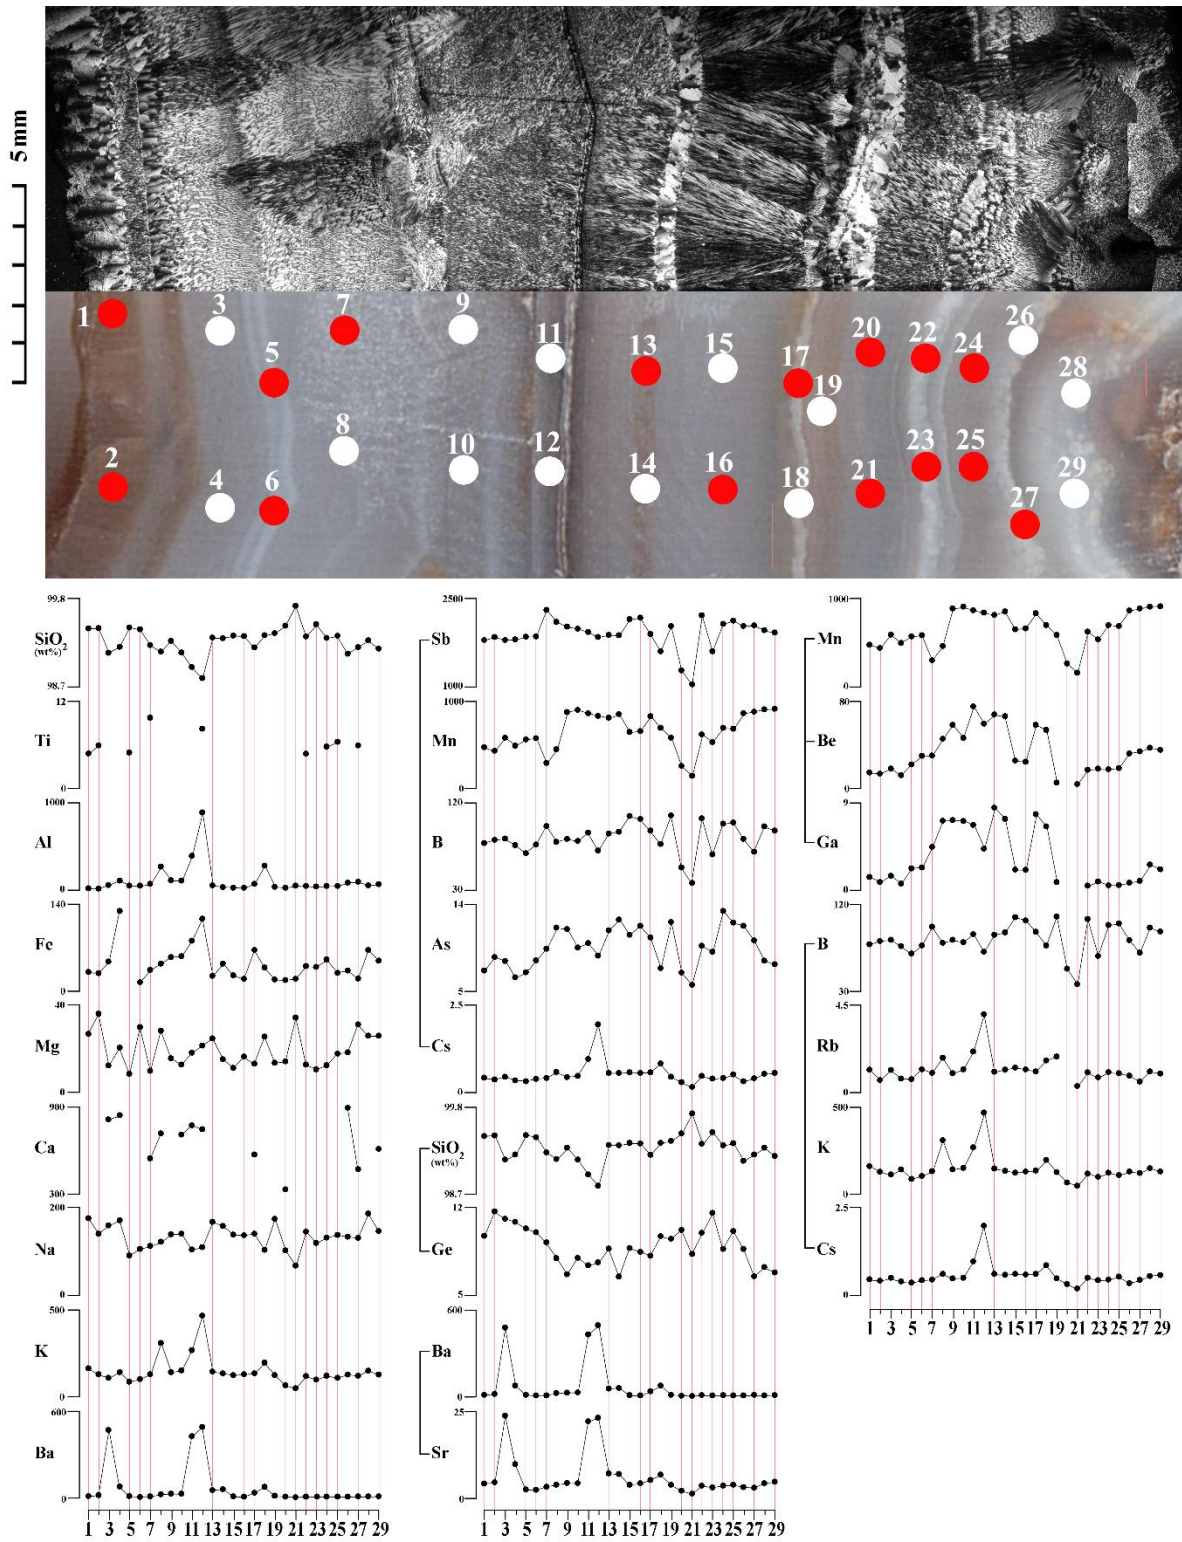 5 mm
1
2
3
4
5
6
7
8
9
10
11
12
13
14
15
16
17
18
19
20
21
22
23
24
25
26
27
28
29
99.8
SiO2
(wt%)
98.7
12
Ti
0
1000
Al
0
140
Fe
0
40
Mg
0
900
Ca
300
200
Na
0
500
K
0
600
Ba
0
1 3 5 7 9 11 13 15 17 19 21 23 25 27 29
2500
Sb
1000
1000
Mn
0
120
B
30
14
As
5
2.5
Cs
0
99.8
SiO2
(wt%)
98.7
12
Ge
5
600
Ba
0
25
Sr
0
1 3 5 7 9 11 13 15 17 19 21 23 25 27 29
1000
Mn
0
80
Be
0
9
Ga
0
120
B
30
4.5
Rb
0
500
K
0
2.5
Cs
0
1 3 5 7 9 11 13 15 17 19 21 23 25 27 29